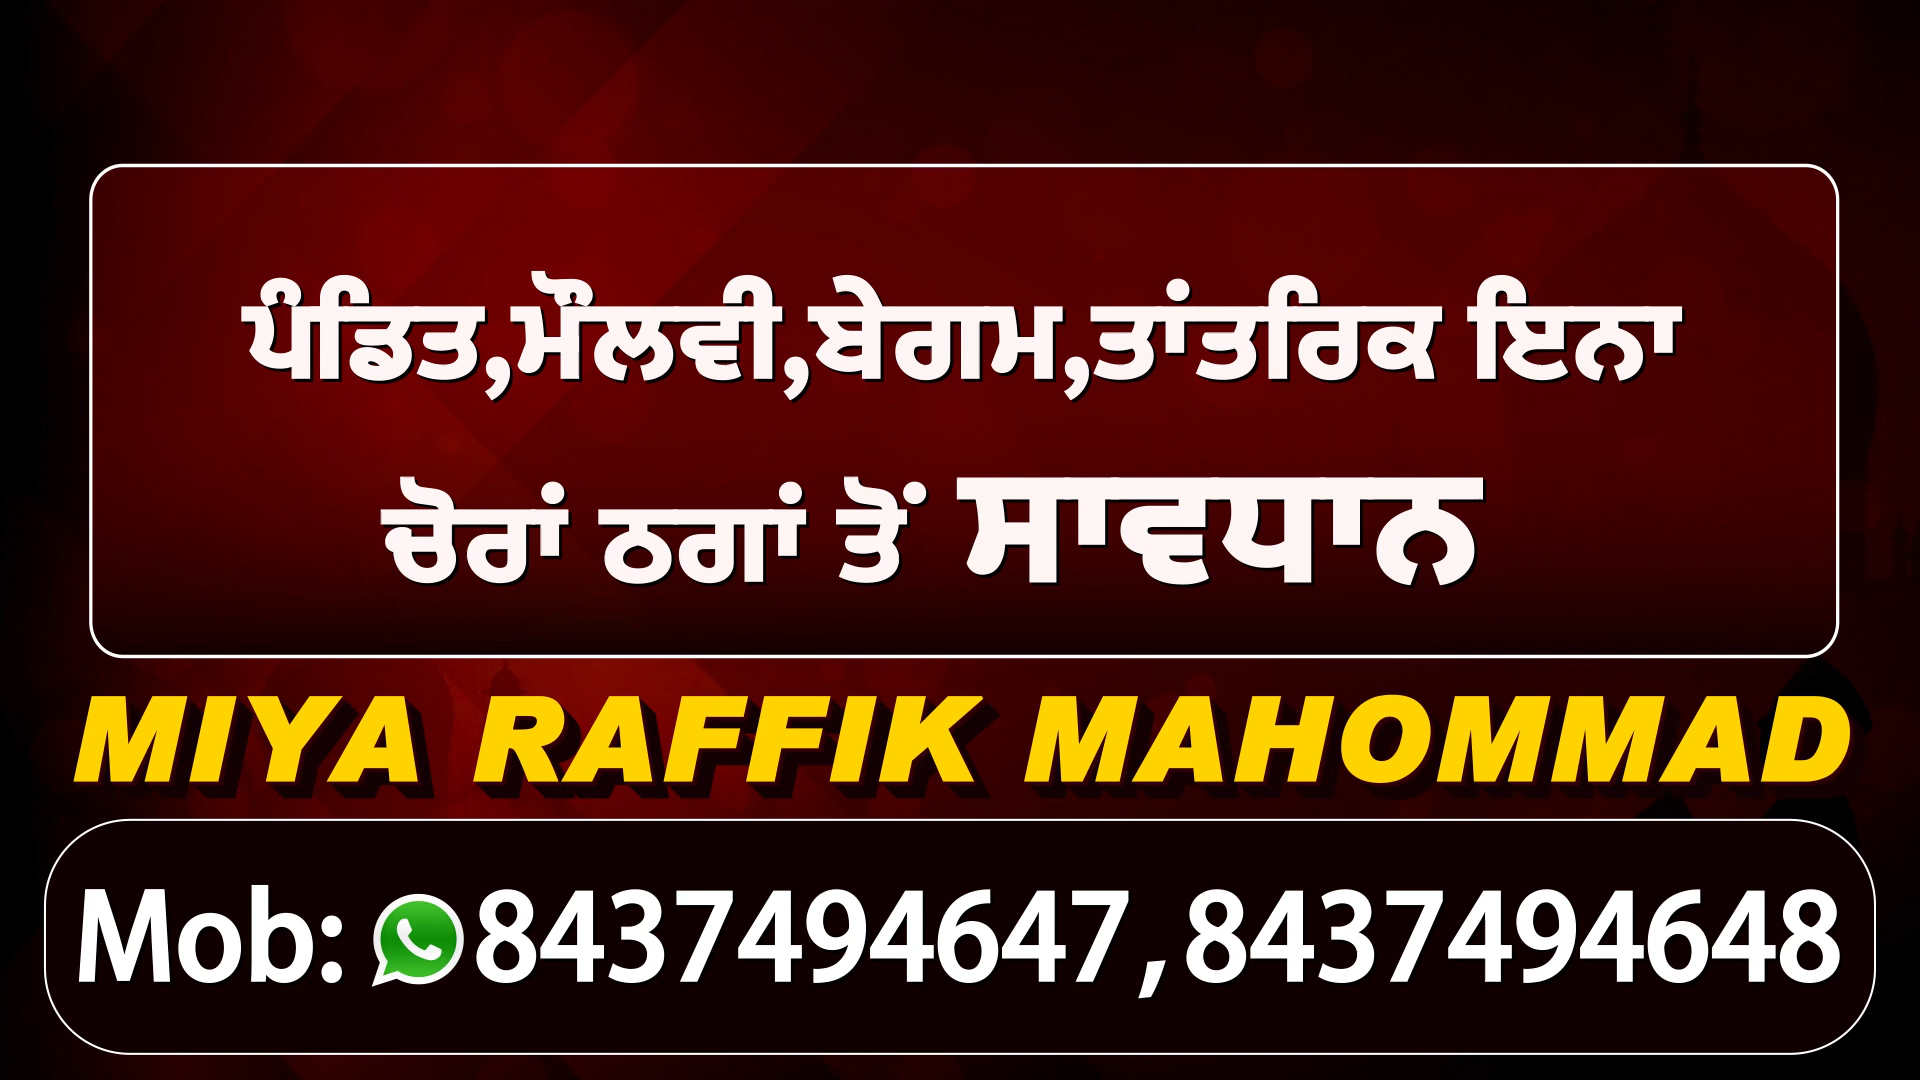 ਪੰਡਿਤ,ਮੌਲਵੀ,ਬੇਗਮ,ਤਾਂਤਰਿਕ ਇਨਾ
ਚੋਰਾਂ ਠਗਾਂ ਤੋਂ ਸਾਵਧਾਨ
MIYA RAFFIK MAHOMMAD
Mob: 8437494647, 8437494648